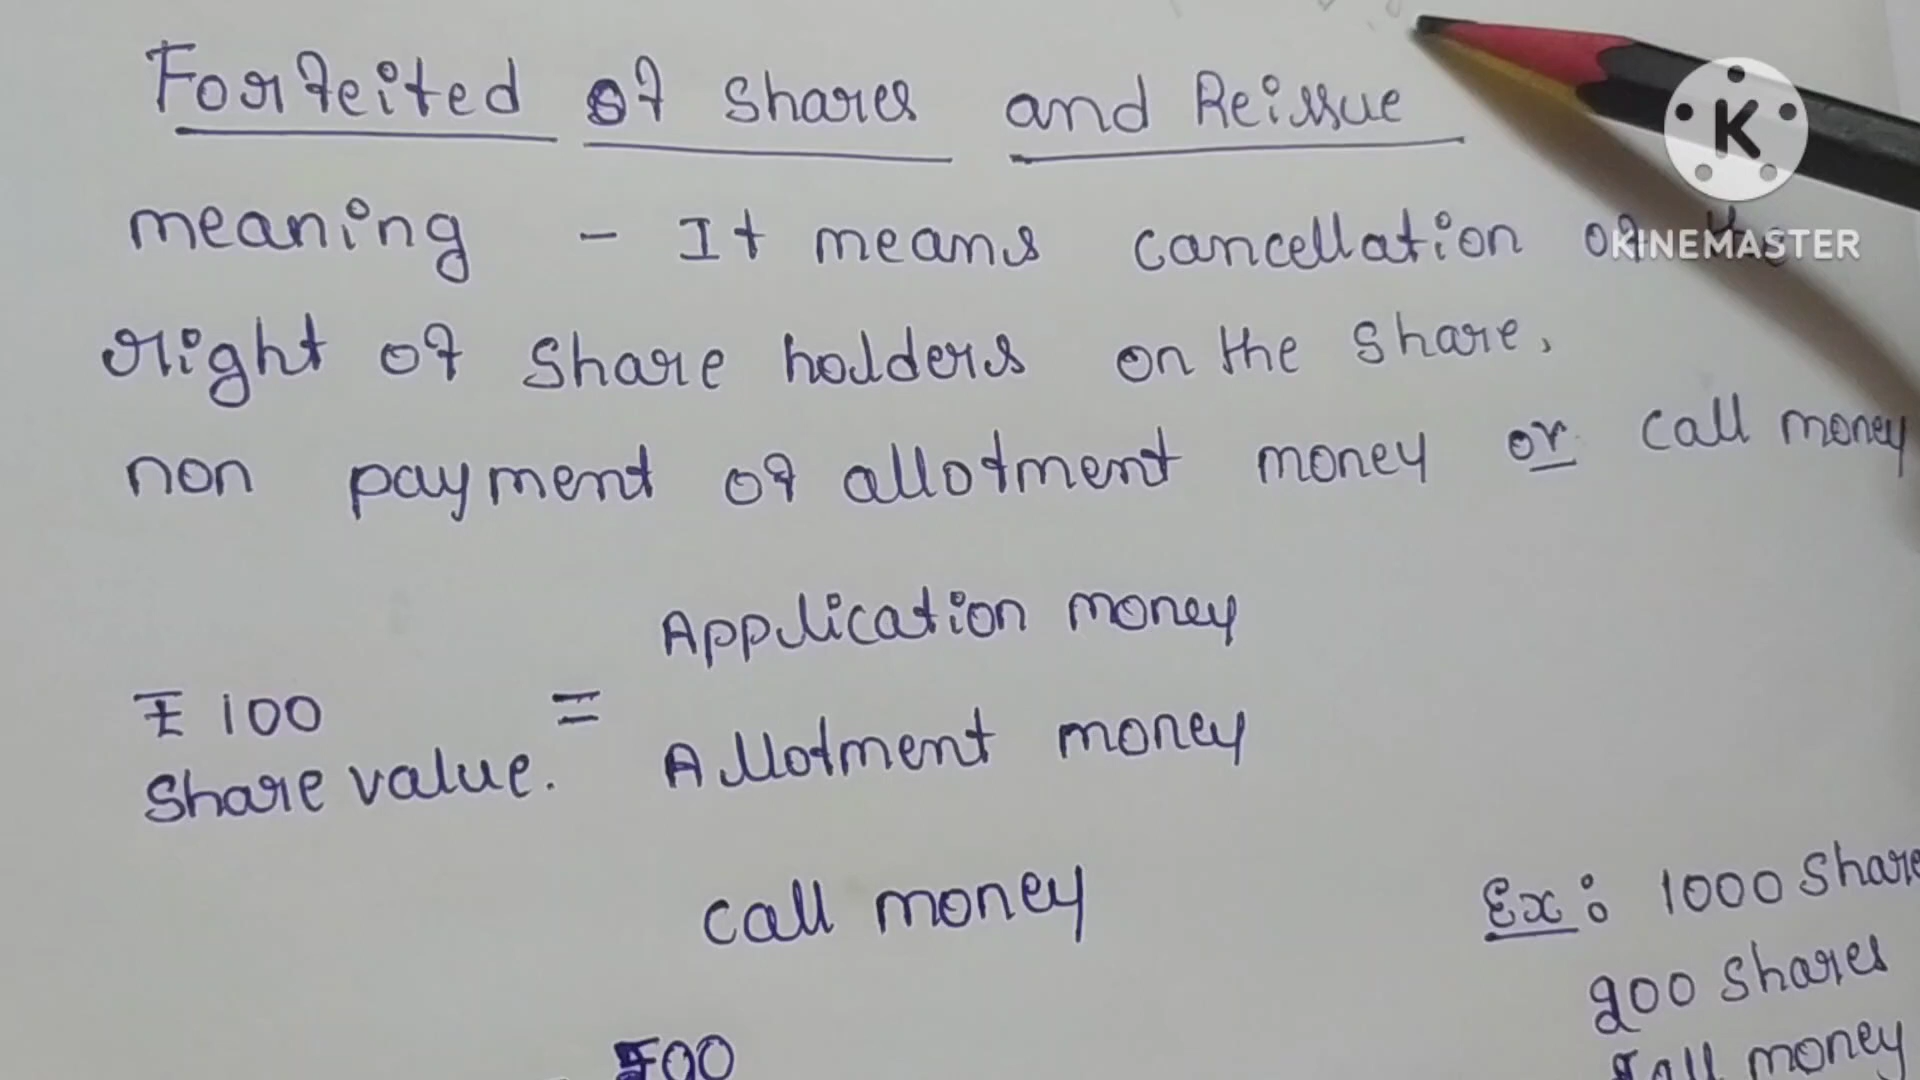 Forfeited of shares and Reissue
meaning - It means cancellation of the
KINEMASTER
right of share holders on the share.
non payment of allotment money or call money
Application money
₹ 100 =
Share value. Allotment money
call money
Ex: 1000 Share
200 shares
call money